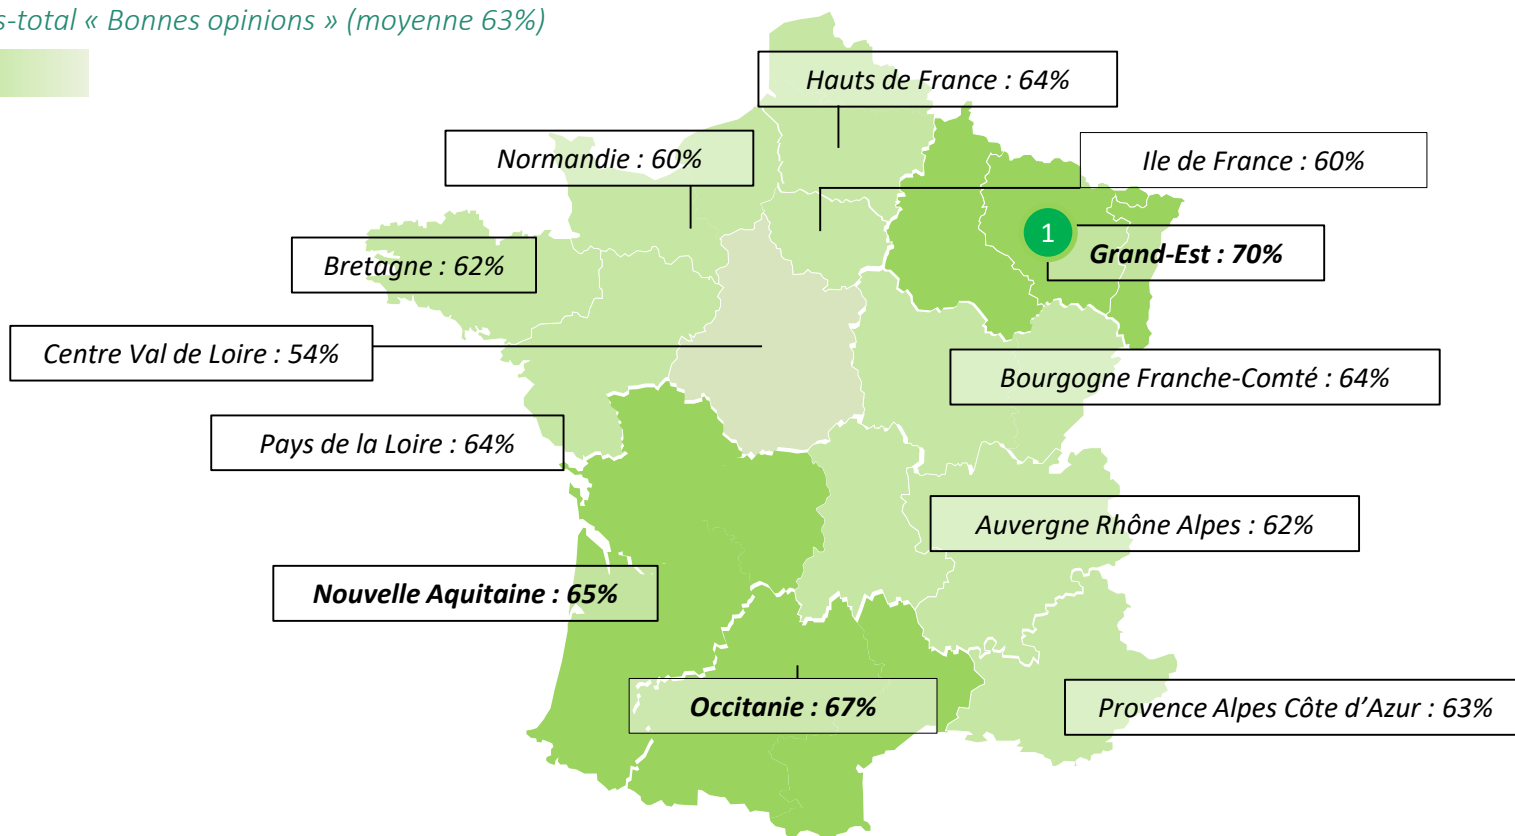 s-total « Bonnes opinions » (moyenne 63%)
Hauts de France : 64%
Normandie : 60%
Ile de France : 60%
1
Grand-Est : 70%
Bretagne : 62%
Centre Val de Loire : 54%
Bourgogne Franche-Comté : 64%
Pays de la Loire : 64%
Auvergne Rhône Alpes : 62%
Nouvelle Aquitaine : 65%
Occitanie : 67%
Provence Alpes Côte d’Azur : 63%